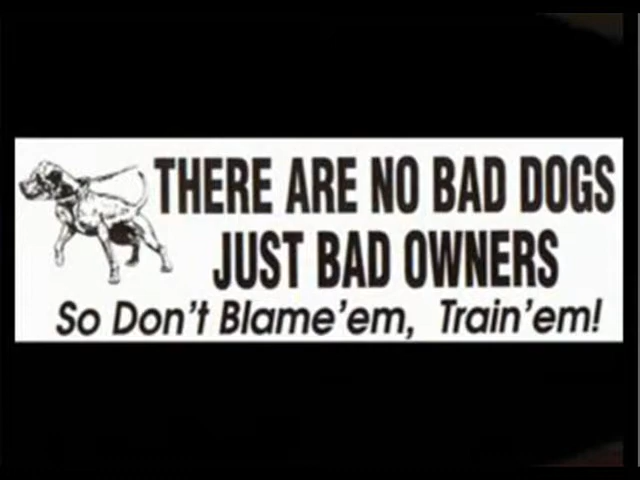 THERE ARE NO BAD DOGS
JUST BAD OWNERS
So Don't Blame'em, Train'em!